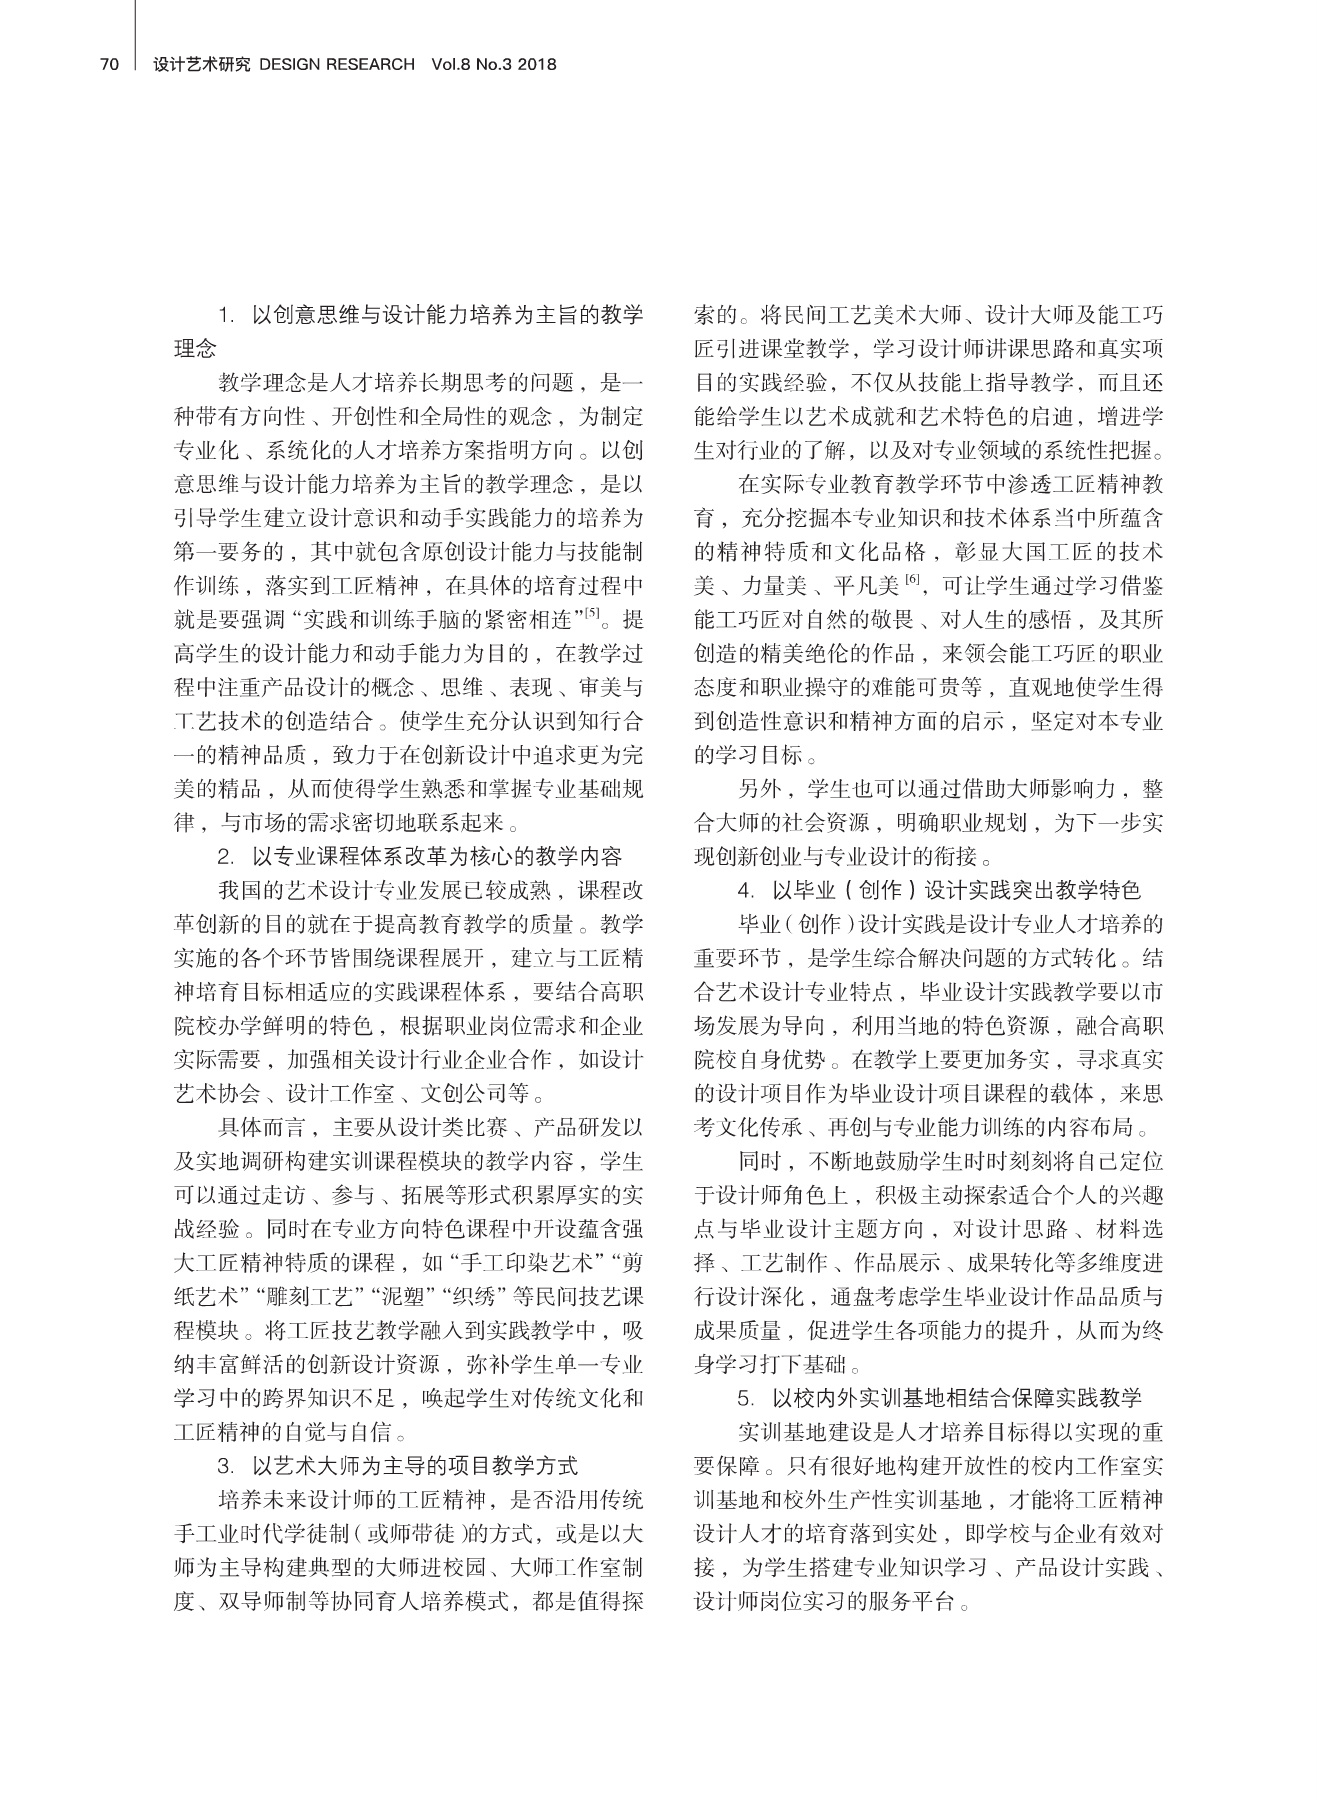 70 设计艺术研究 DESIGN RESEARCH Vol.8 No.3 2018
1. 以创意思维与设计能力培养为主旨的教学
理念
教学理念是人才培养长期思考的问题，是一
种带有方向性、开创性和全局性的观念，为制定
专业化、系统化的人才培养方案指明方向。以创
意思维与设计能力培养为主旨的教学理念，是以
引导学生建立设计意识和动手实践能力的培养为
第一要务的，其中就包含原创设计能力与技能制
作训练，落实到工匠精神，在具体的培育过程中
就是要强调“实践和训练手脑的紧密相连”[5]。提
高学生的设计能力和动手能力为目的，在教学过
程中注重产品设计的概念、思维、表现、审美与
工艺技术的创造结合。使学生充分认识到知行合
一的精神品质，致力于在创新设计中追求更为完
美的精品，从而使得学生熟悉和掌握专业基础规
律，与市场的需求密切地联系起来。
2. 以专业课程体系改革为核心的教学内容
我国的艺术设计专业发展已较成熟，课程改
革创新的目的就在于提高教育教学的质量。教学
实施的各个环节皆围绕课程展开，建立与工匠精
神培育目标相适应的实践课程体系，要结合高职
院校办学鲜明的特色，根据职业岗位需求和企业
实际需要，加强相关设计行业企业合作，如设计
艺术协会、设计工作室、文创公司等。
具体而言，主要从设计类比赛、产品研发以
及实地调研构建实训课程模块的教学内容，学生
可以通过走访、参与、拓展等形式积累厚实的实
战经验。同时在专业方向特色课程中开设蕴含强
大工匠精神特质的课程，如“手工印染艺术”“剪
纸艺术”“雕刻工艺”“泥塑”“织绣”等民间技艺课
程模块。将工匠技艺教学融入到实践教学中，吸
纳丰富鲜活的创新设计资源，弥补学生单一专业
学习中的跨界知识不足，唤起学生对传统文化和
工匠精神的自觉与自信。
3. 以艺术大师为主导的项目教学方式
培养未来设计师的工匠精神，是否沿用传统
手工业时代学徒制（或师带徒）的方式，或是以大
师为主导构建典型的大师进校园、大师工作室制
度、双导师制等协同育人培养模式，都是值得探
索的。将民间工艺美术大师、设计大师及能工巧
匠引进课堂教学，学习设计师讲课思路和真实项
目的实践经验，不仅从技能上指导教学，而且还
能给学生以艺术成就和艺术特色的启迪，增进学
生对行业的了解，以及对专业领域的系统性把握。
在实际专业教育教学环节中渗透工匠精神教
育，充分挖掘本专业知识和技术体系当中所蕴含
的精神特质和文化品格，彰显大国工匠的技术
美、力量美、平凡美[6]，可让学生通过学习借鉴
能工巧匠对自然的敬畏、对人生的感悟，及其所
创造的精美绝伦的作品，来领会能工巧匠的职业
态度和职业操守的难能可贵等，直观地使学生得
到创造性意识和精神方面的启示，坚定对本专业
的学习目标。
另外，学生也可以通过借助大师影响力，整
合大师的社会资源，明确职业规划，为下一步实
现创新创业与专业设计的衔接。
4. 以毕业（创作）设计实践突出教学特色
毕业（创作）设计实践是设计专业人才培养的
重要环节，是学生综合解决问题的方式转化。结
合艺术设计专业特点，毕业设计实践教学要以市
场发展为导向，利用当地的特色资源，融合高职
院校自身优势。在教学上要更加务实，寻求真实
的设计项目作为毕业设计项目课程的载体，来思
考文化传承、再创与专业能力训练的内容布局。
同时，不断地鼓励学生时时刻刻将自己定位
于设计师角色上，积极主动探索适合个人的兴趣
点与毕业设计主题方向，对设计思路、材料选
择、工艺制作、作品展示、成果转化等多维度进
行设计深化，通盘考虑学生毕业设计作品品质与
成果质量，促进学生各项能力的提升，从而为终
身学习打下基础。
5. 以校内外实训基地相结合保障实践教学
实训基地建设是人才培养目标得以实现的重
要保障。只有很好地构建开放性的校内工作室实
训基地和校外生产性实训基地，才能将工匠精神
设计人才的培育落到实处，即学校与企业有效对
接，为学生搭建专业知识学习、产品设计实践、
设计师岗位实习的服务平台。